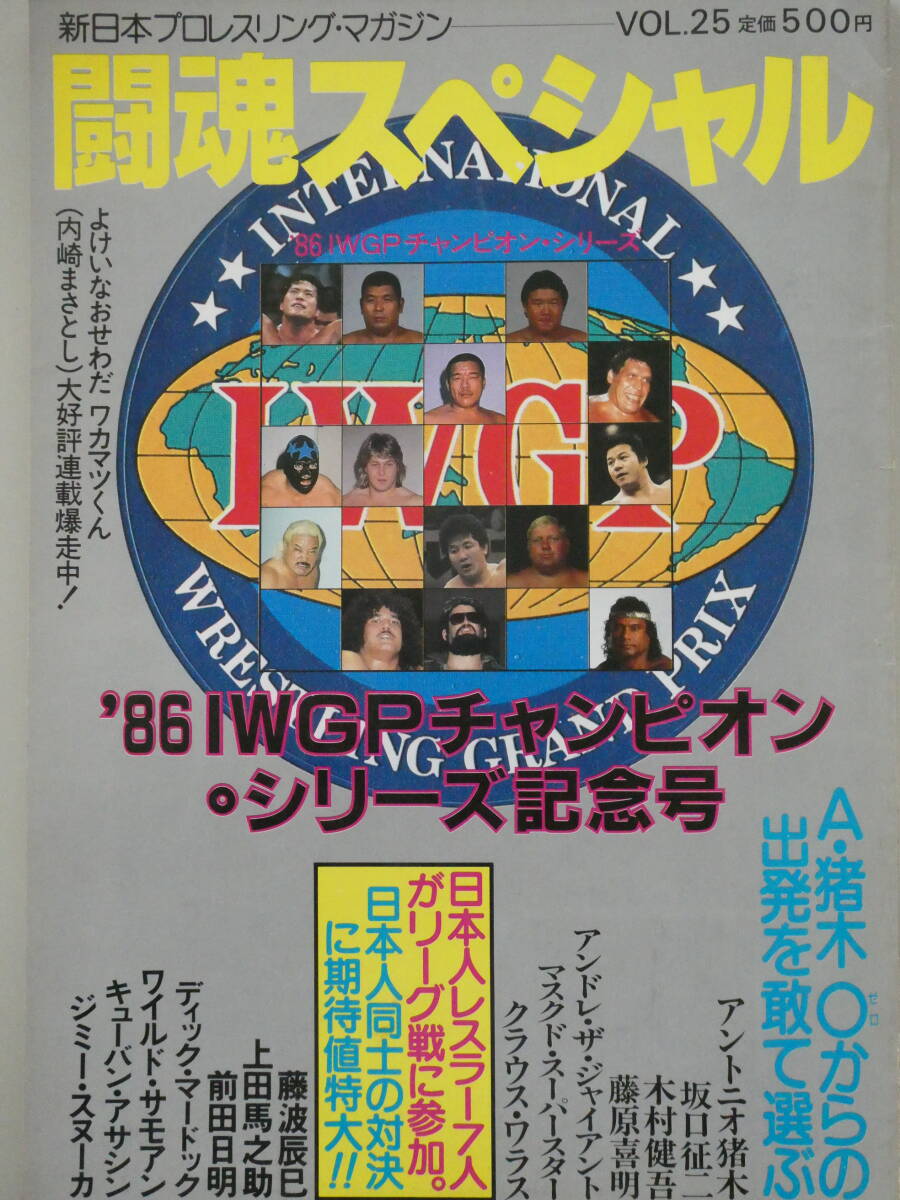 新日本プロレスリング・マガジン
VOL.25 定価500円
闘魂スペシャル
INTERNATIONAL
'86 IWGPチャンピオン・シリーズ
よけいなおせわだ ワカマツくん
(内崎まさとし)大好評連載爆走中!
IWGP
WRESTLING GRAND PRIX
'86 IWGPチャンピオン
・シリーズ記念号
A・猪木 〇からの
ゼロ
出発を敢て選ぶ
アントニオ猪木
坂口征二
木村健吾
藤原喜明
アンドレ・ザ・ジャイアント
マスクド・スーパースター
クラウス・ワラス
日本人レスラー7人
がリーグ戦に参加。
日本人同士の対決
に期待値特大!!
藤波辰巳
上田馬之助
前田日明
ディック・マードック
ワイルド・サモアン
キューバン・アサシン
ジミー・スヌーカ